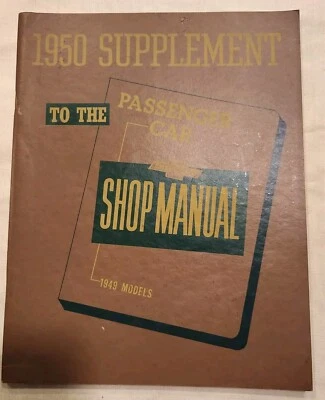 1950 SUPPLEMENT
TO THE
PASSENGER
CAR
SHOP MANUAL
1949 MODELS